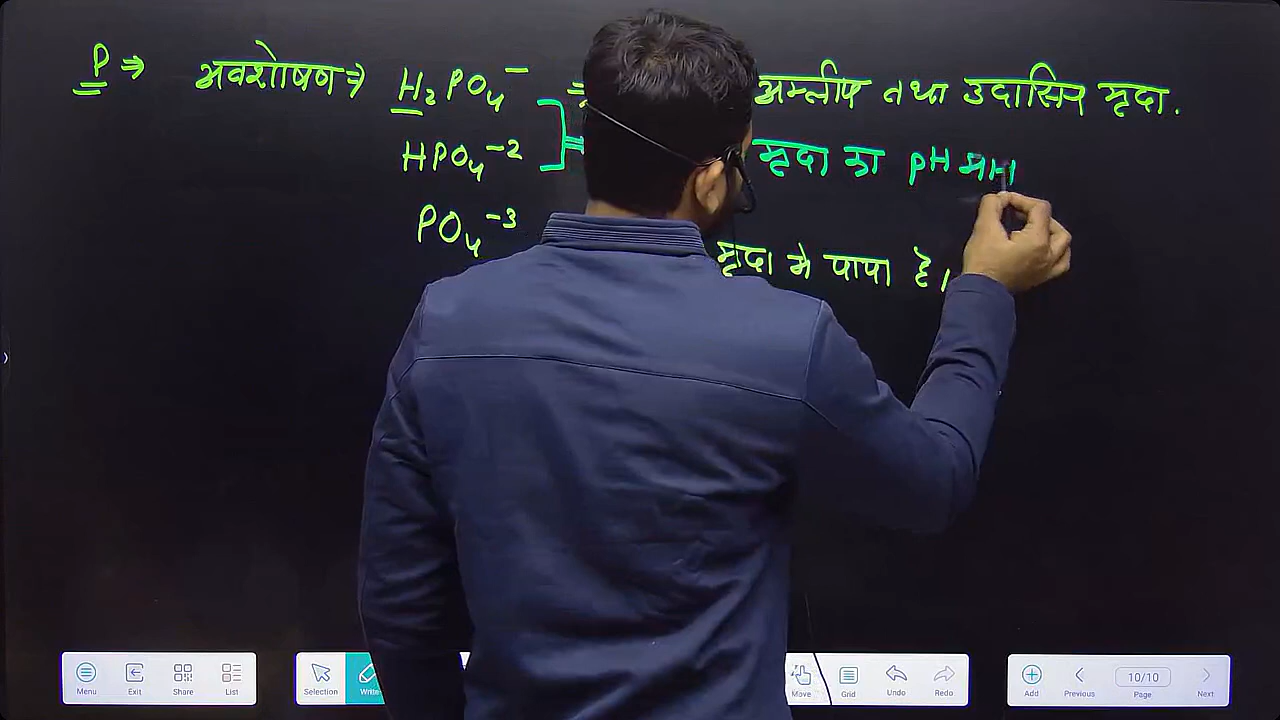 P ⇒ अवशोषण → H₂PO₄⁻ = अम्लीय तथा उदासिन मृदा.
HPO₄⁻² मृदा का pH मान
PO₄⁻³ मृदा मे पाया है।
Menu Exit Share List Selection Write Move Grid Undo Redo Add Previous 10/10 Page Next